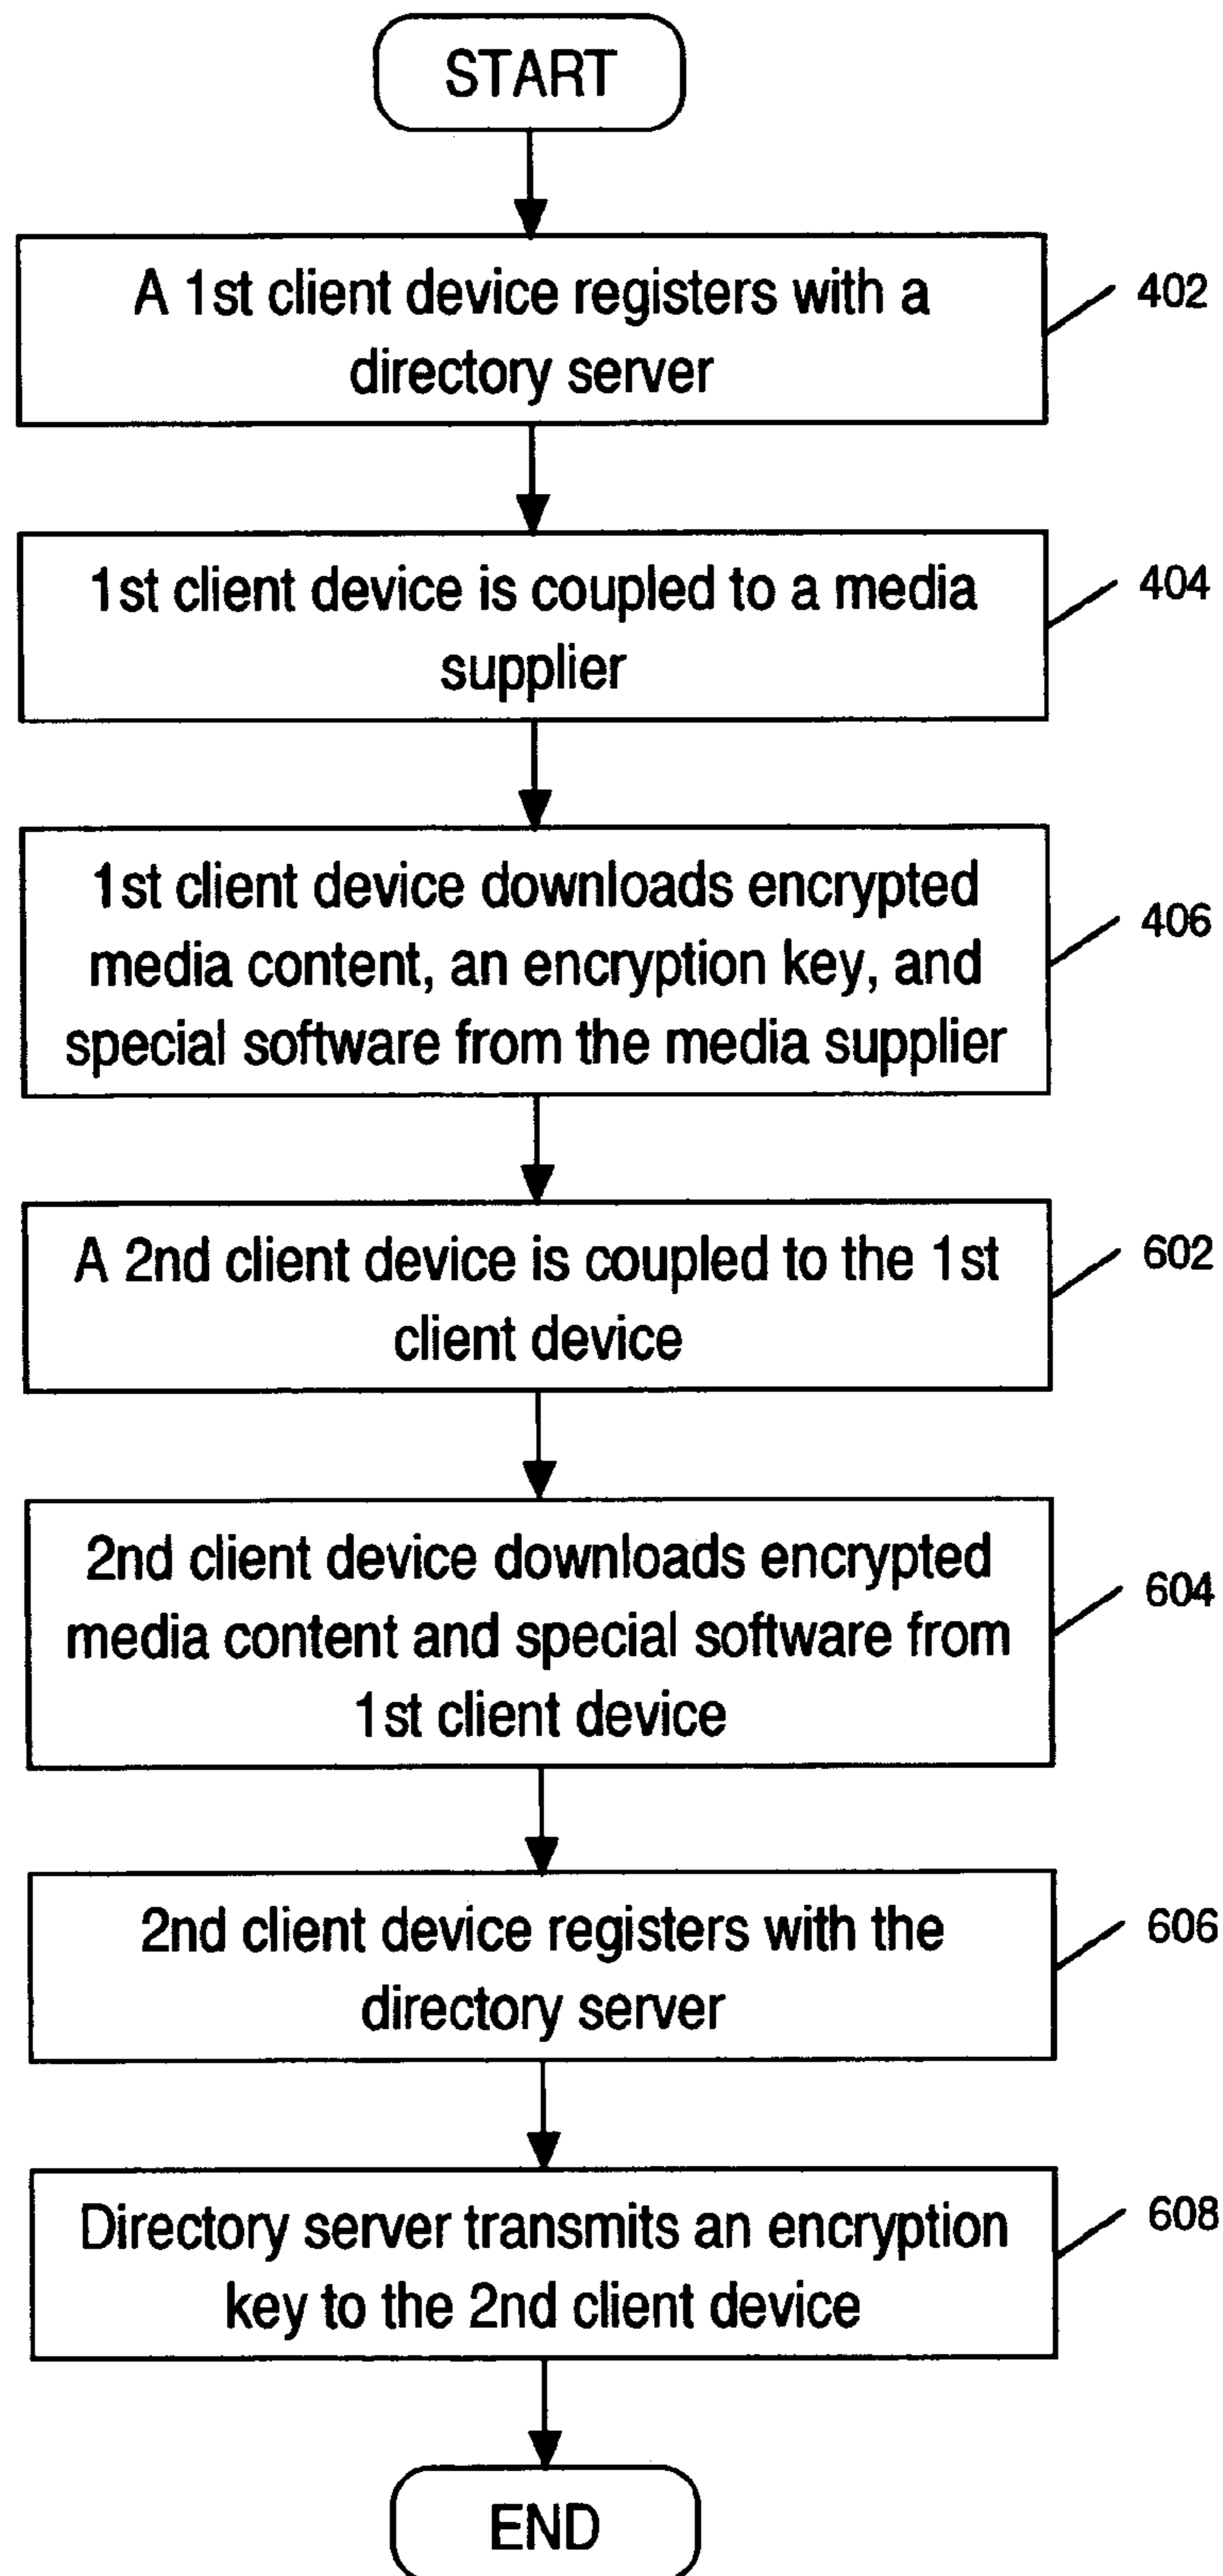 START
A 1st client device registers with a
directory server
402
1st client device is coupled to a media
supplier
404
1st client device downloads encrypted
media content, an encryption key, and
special software from the media supplier
406
A 2nd client device is coupled to the 1st
client device
602
2nd client device downloads encrypted
media content and special software from
1st client device
604
2nd client device registers with the
directory server
606
Directory server transmits an encryption
key to the 2nd client device
608
END